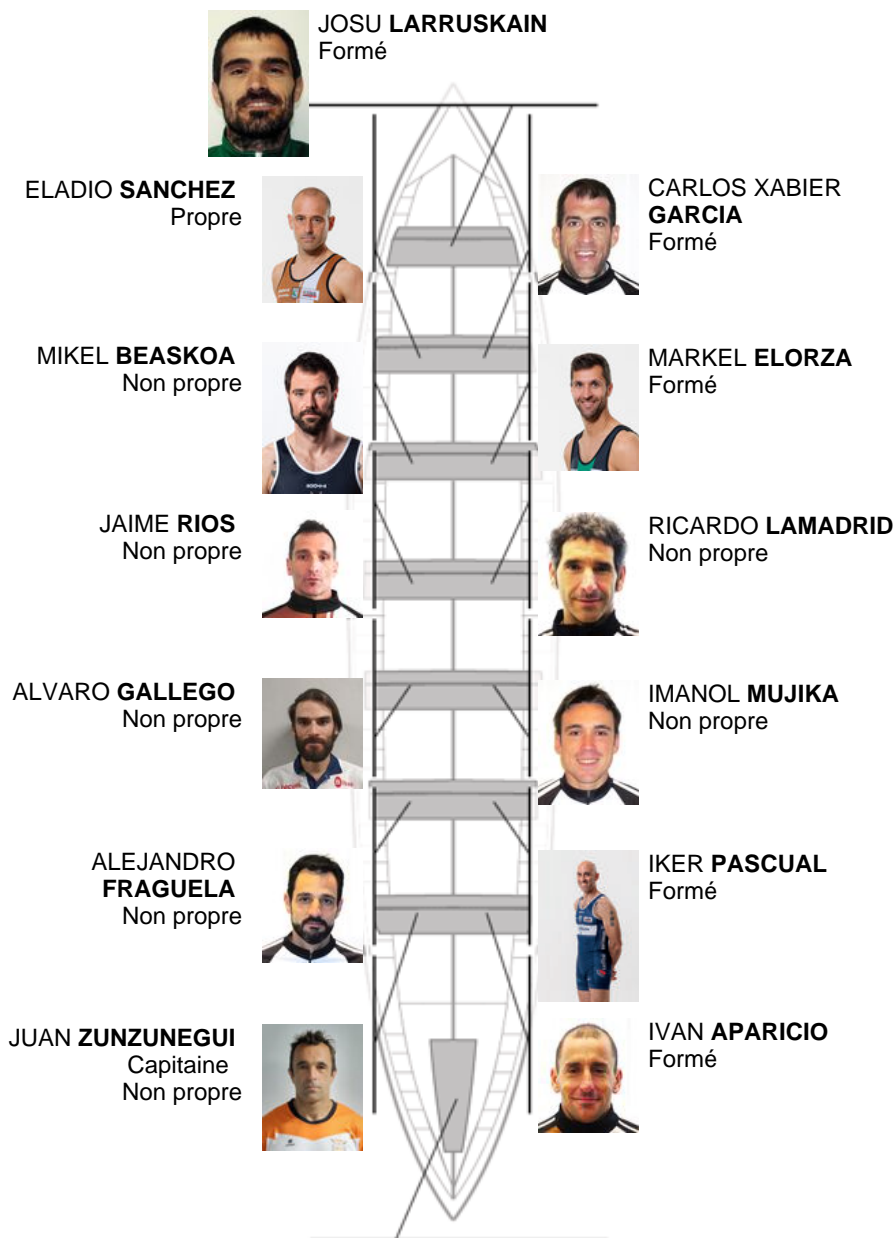 JOSU LARRUSKAIN
Formé
ELADIO SANCHEZ
Propre
CARLOS XABIER
GARCIA
Formé
MIKEL BEASKOA
Non propre
MARKEL ELORZA
Formé
JAIME RIOS
Non propre
RICARDO LAMADRID
Non propre
ALVARO GALLEGO
Non propre
IMANOL MUJIKA
Non propre
ALEJANDRO
FRAGUELA
Non propre
IKER PASCUAL
Formé
JUAN ZUNZUNEGUI
Capitaine
Non propre
IVAN APARICIO
Formé